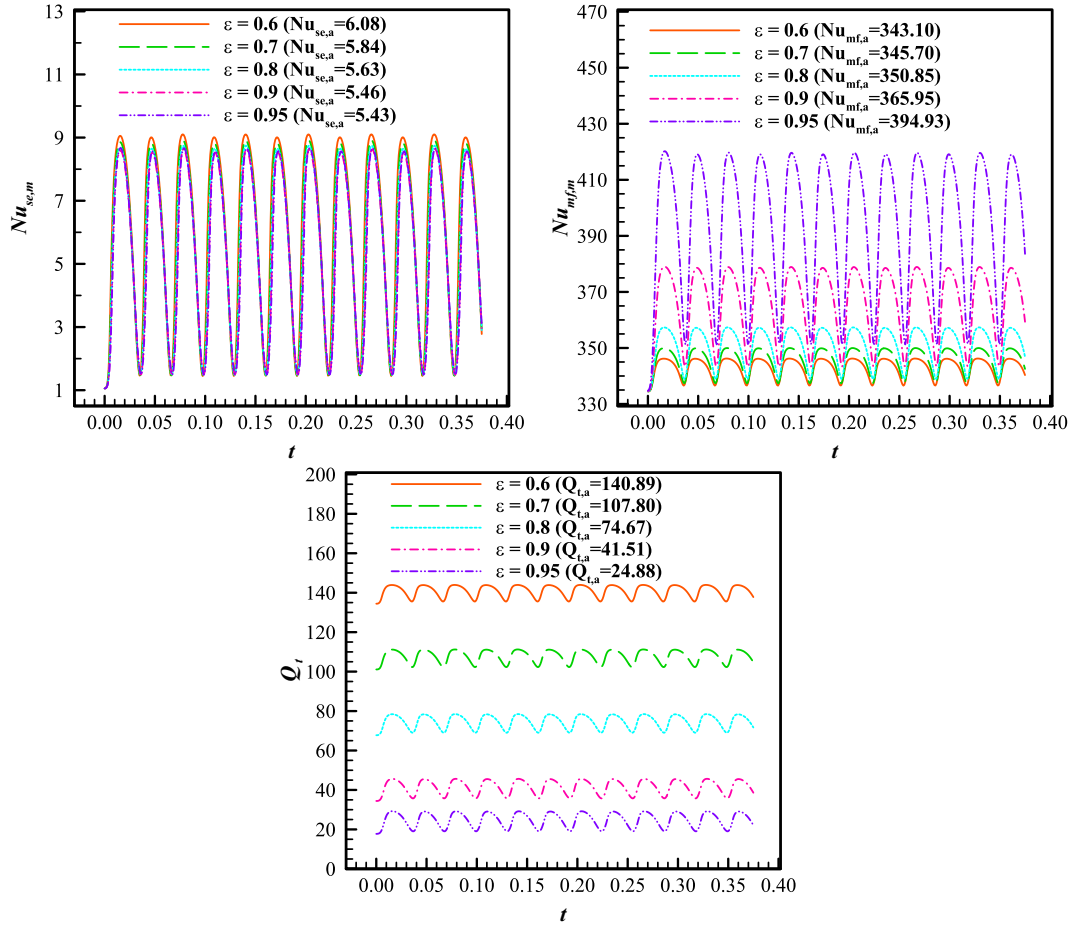 13
11
9
7
5
3
1
Nu_se,m
ε = 0.6 (Nu_se,a=6.08)
ε = 0.7 (Nu_se,a=5.84)
ε = 0.8 (Nu_se,a=5.63)
ε = 0.9 (Nu_se,a=5.46)
ε = 0.95 (Nu_se,a=5.43)
0.00 0.05 0.10 0.15 0.20 0.25 0.30 0.35 0.40
t
470
450
420
390
370
350
330
Nu_mf,m
ε = 0.6 (Nu_mf,a=343.10)
ε = 0.7 (Nu_mf,a=345.70)
ε = 0.8 (Nu_mf,a=350.85)
ε = 0.9 (Nu_mf,a=365.95)
ε = 0.95 (Nu_mf,a=394.93)
0.00 0.05 0.10 0.15 0.20 0.25 0.30 0.35 0.40
t
200
180
160
140
120
100
80
60
40
20
0
Q_t
ε = 0.6 (Q_t,a=140.89)
ε = 0.7 (Q_t,a=107.80)
ε = 0.8 (Q_t,a=74.67)
ε = 0.9 (Q_t,a=41.51)
ε = 0.95 (Q_t,a=24.88)
0.00 0.05 0.10 0.15 0.20 0.25 0.30 0.35 0.40
t